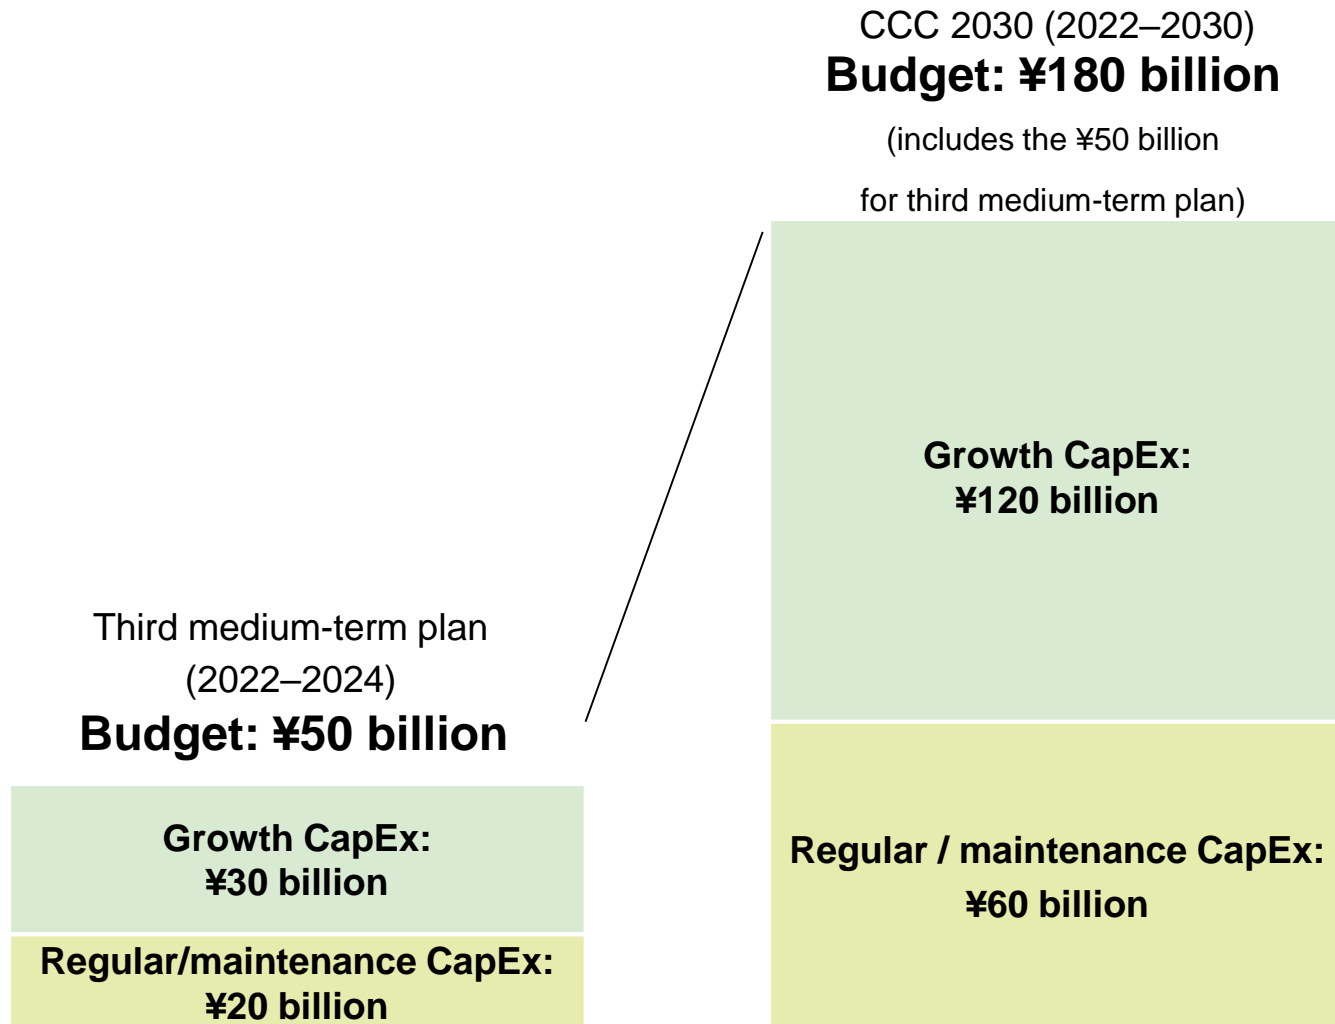 CCC 2030 (2022–2030)
Budget: ¥180 billion
(includes the ¥50 billion
for third medium-term plan)
Growth CapEx:
¥120 billion
Regular / maintenance CapEx:
¥60 billion
Third medium-term plan
(2022–2024)
Budget: ¥50 billion
Growth CapEx:
¥30 billion
Regular/maintenance CapEx:
¥20 billion